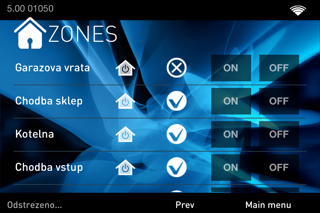 5.00 01050
ZONES
Garazova vrata ON OFF
Chodba sklep ON OFF
Kotelna ON OFF
Chodba vstup ON OFF
Odstrezeno... Prev Main menu